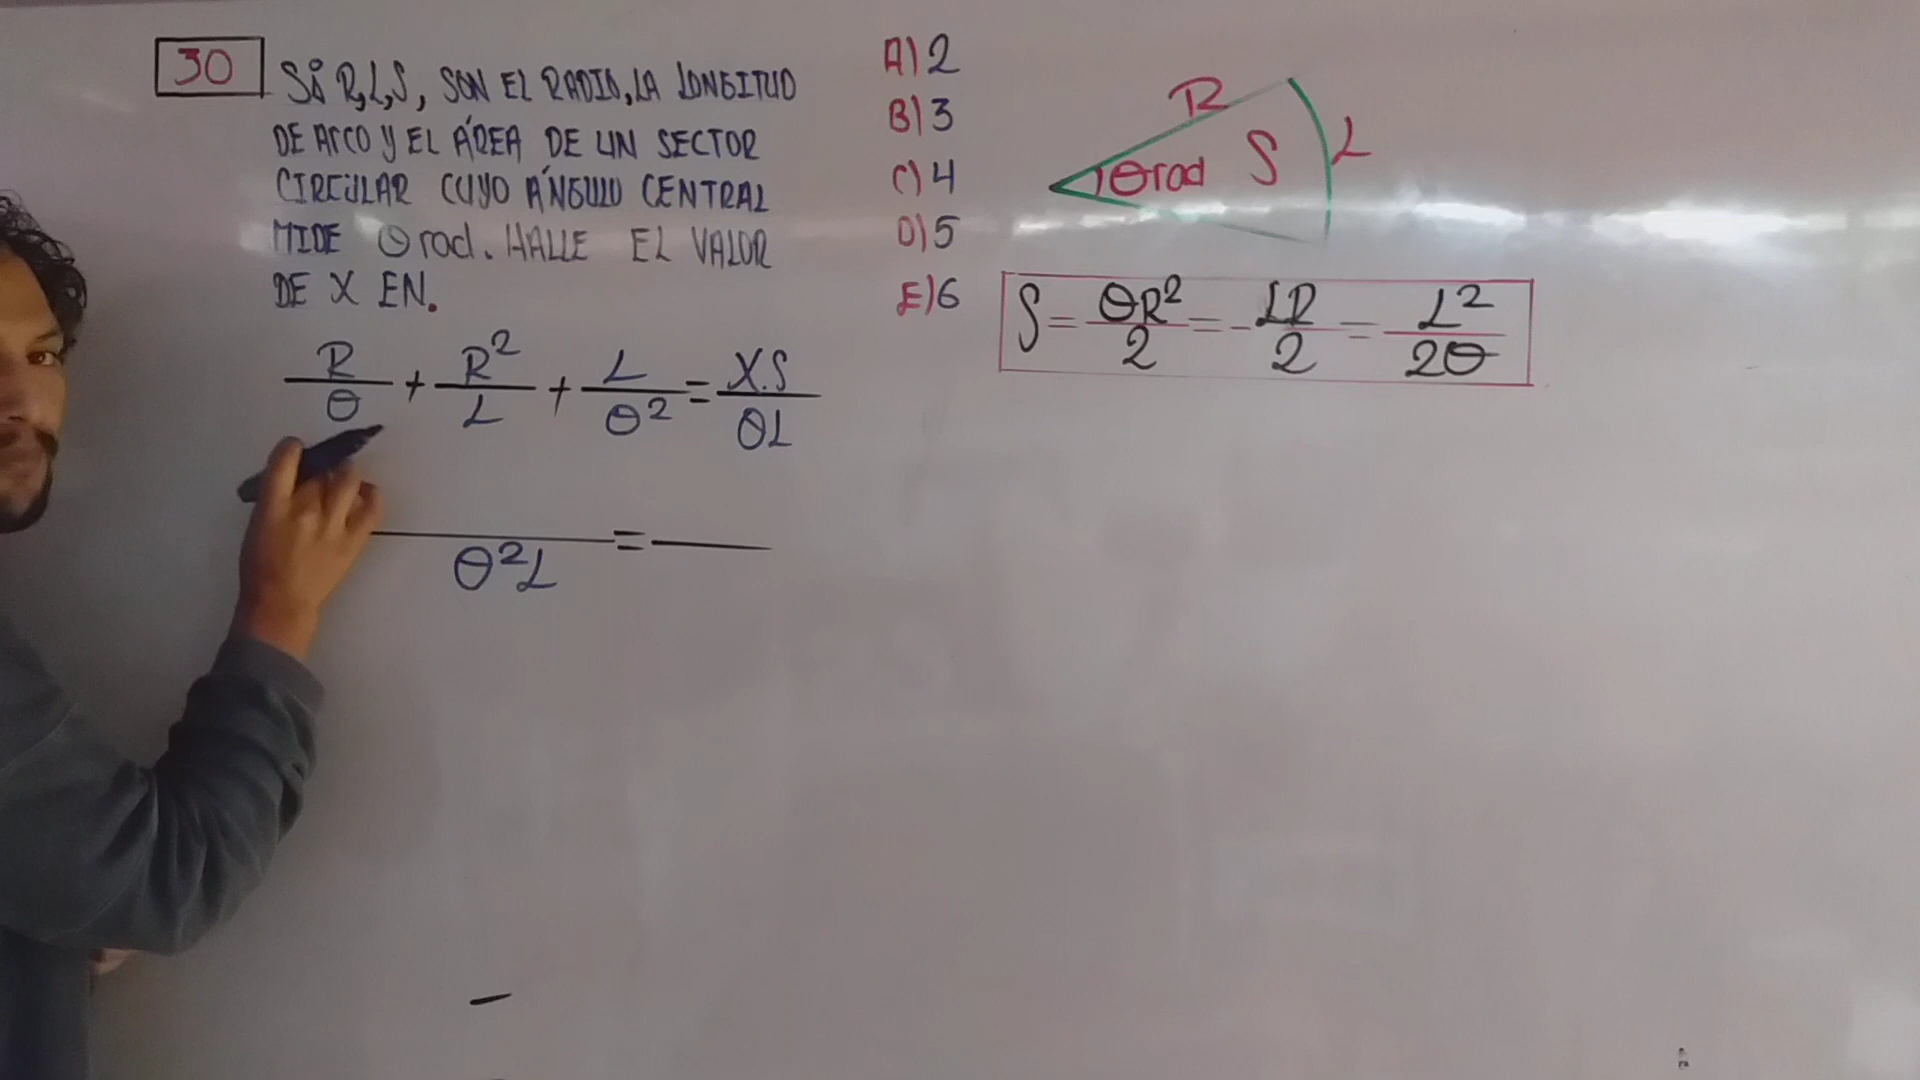 30
Si R, L, S, SON EL RADIO, LA LONGITUD
DE ARCO Y EL ÁREA DE UN SECTOR
CIRCULAR CUYO ÁNGULO CENTRAL
MIDE θ rad. HALLE EL VALOR
DE X EN.
R/θ + R²/L + L/θ² = X.S/θL
θ²L =
A) 2
B) 3
C) 4
D) 5
E) 6
R
θ rad S L
S = θR²/2 = LR/2 = L²/2θ